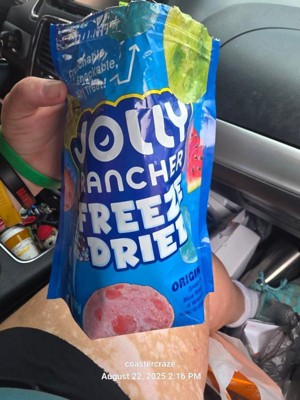 JOLLY
RANCHER
FREEZE
DRIED
ORIGIN
coastercraze
August 22, 2025 2:16 PM